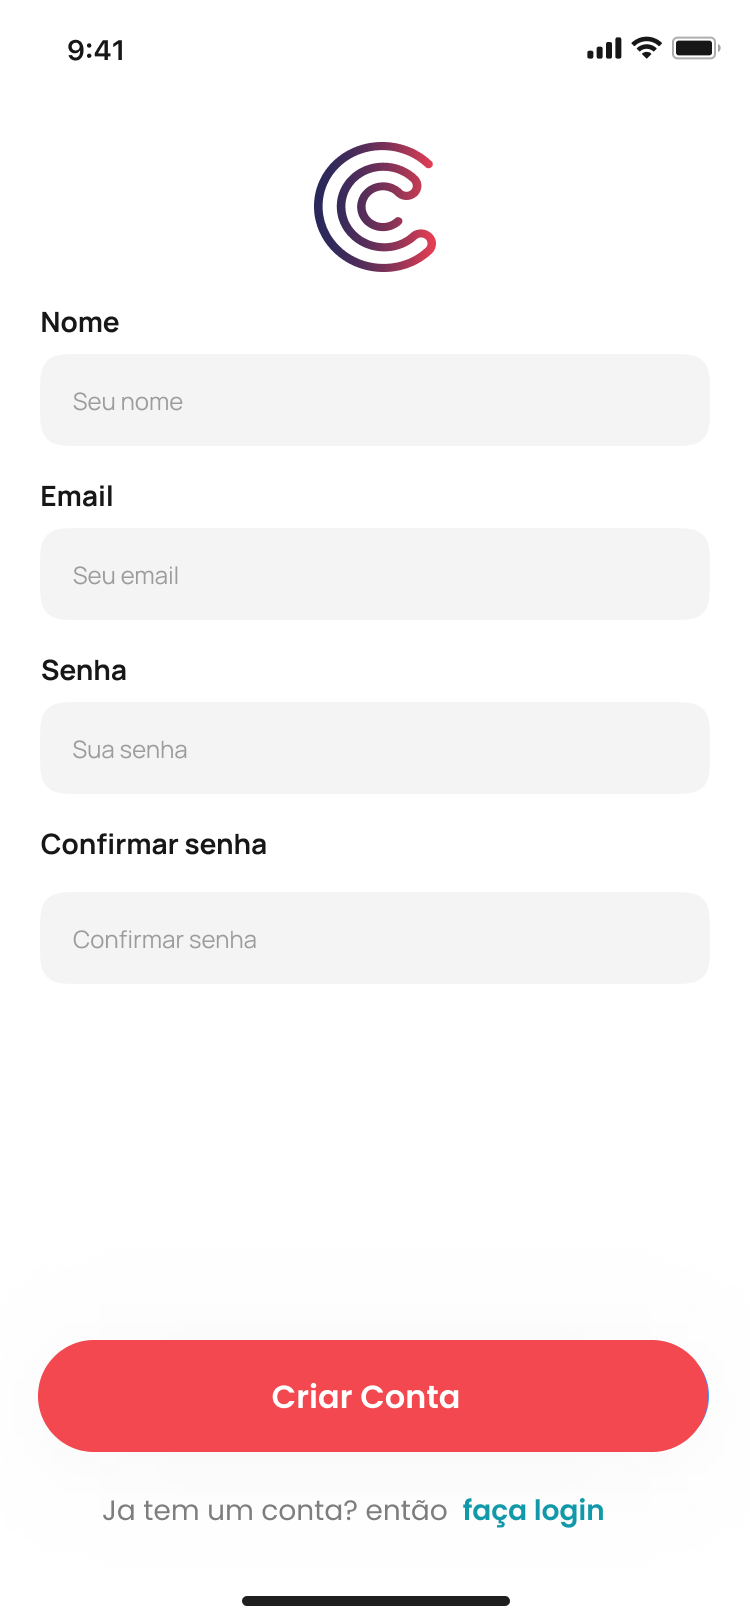 9:41
Nome
Seu nome
Email
Seu email
Senha
Sua senha
Confirmar senha
Confirmar senha
Criar Conta
Ja tem um conta? então faça login